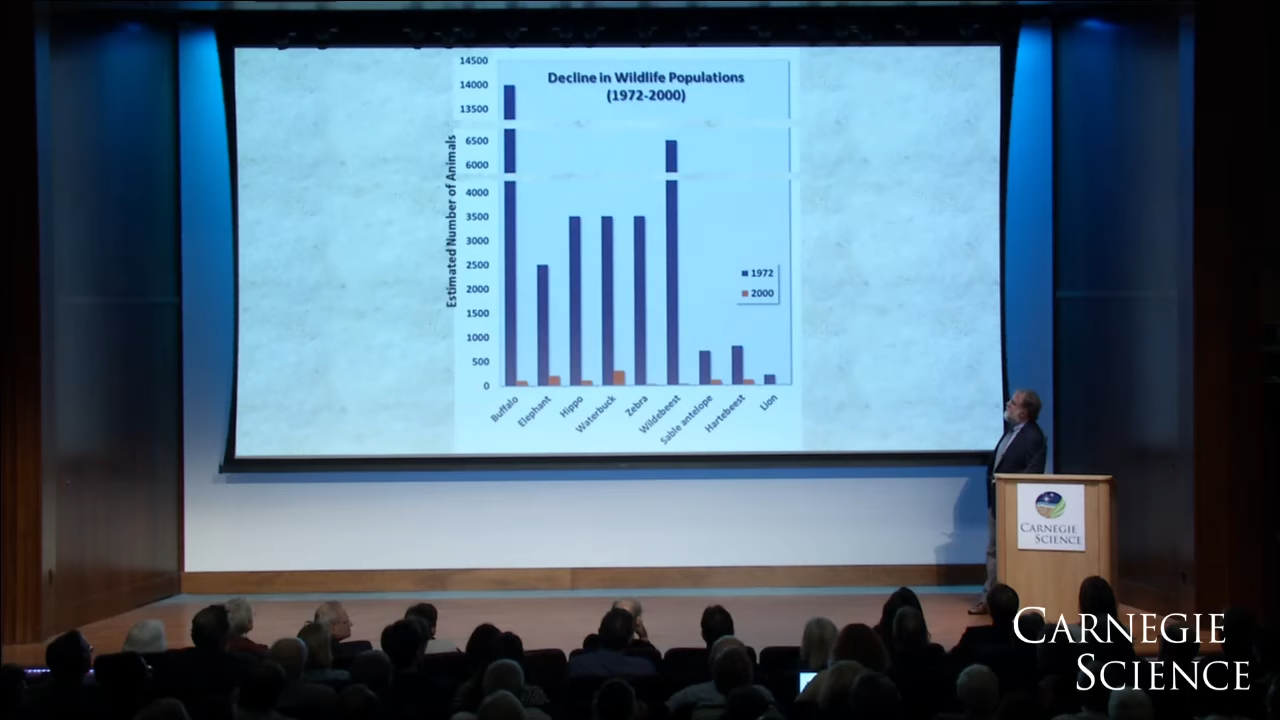 Decline in Wildlife Populations
(1972-2000)
Estimated Number of Animals
14500
14000
13500
6500
6000
4000
3500
3000
2500
2000
1500
1000
500
0
1972
2000
Buffalo
Elephant
Hippo
Waterbuck
Zebra
Wildebeest
Sable antelope
Hartebeest
Lion
CARNEGIE
SCIENCE
CARNEGIE
SCIENCE